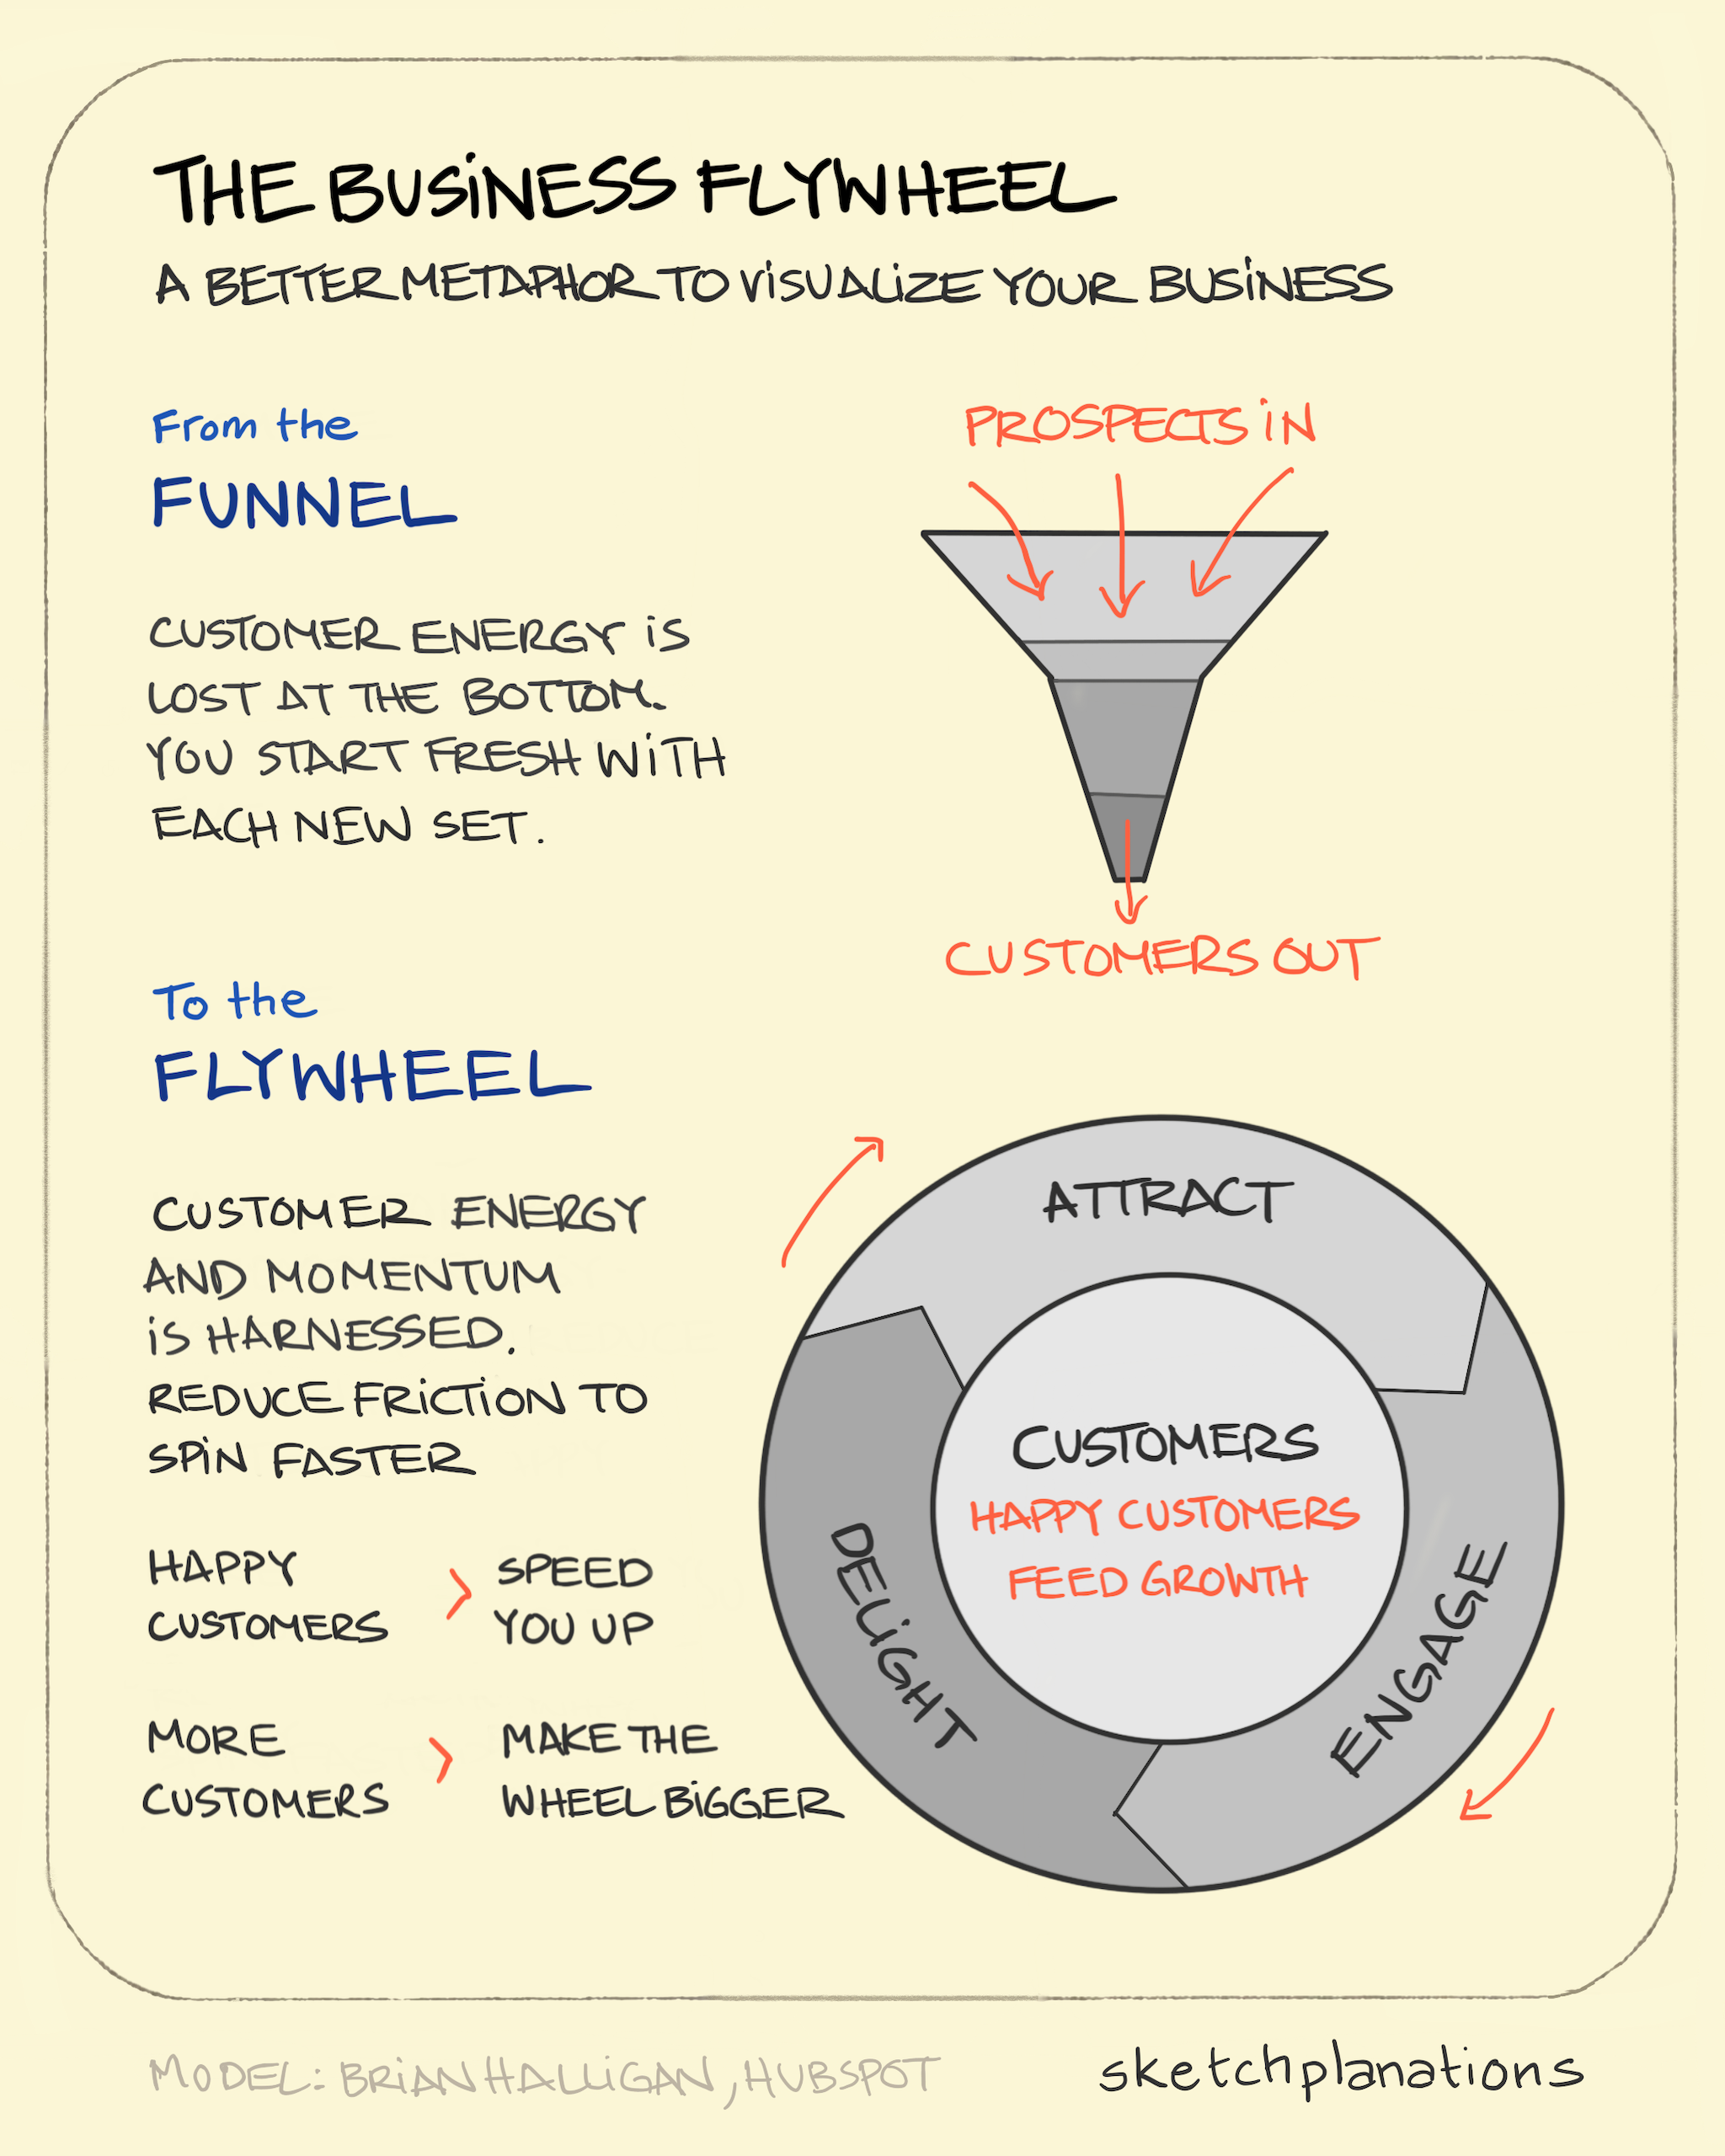 THE BUSINESS FLYWHEEL
A BETTER METAPHOR TO VISUALIZE YOUR BUSINESS
From the
FUNNEL
CUSTOMER ENERGY IS
LOST AT THE BOTTOM.
YOU START FRESH WITH
EACH NEW SET.
PROSPECTS IN
CUSTOMERS OUT
To the
FLYWHEEL
CUSTOMER ENERGY
AND MOMENTUM
IS HARNESSED.
REDUCE FRICTION TO
SPIN FASTER
HAPPY
CUSTOMERS
>
SPEED
YOU UP
MORE
CUSTOMERS
>
MAKE THE
WHEEL BIGGER
ATTRACT
ENGAGE
DELIGHT
CUSTOMERS
HAPPY CUSTOMERS
FEED GROWTH
MODEL: BRIAN HALLIGAN, HUBSPOT
sketchplanations